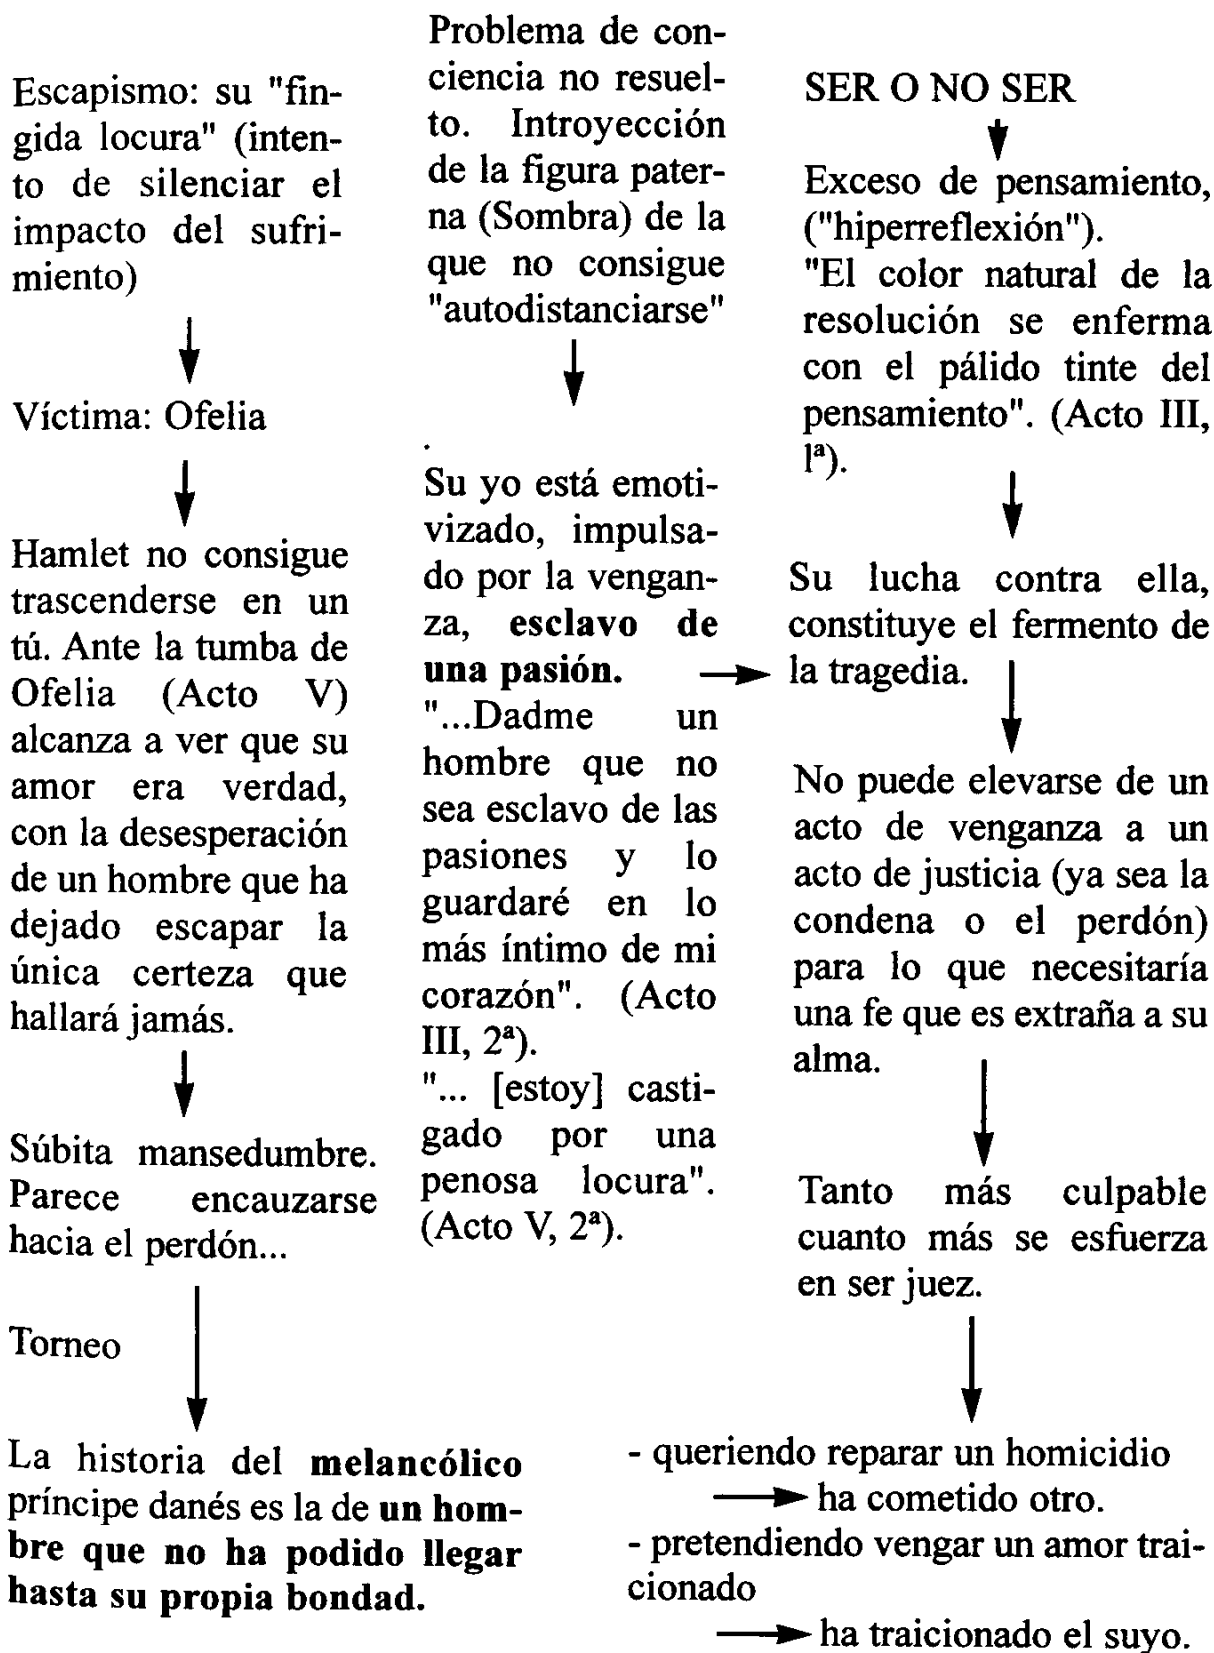 Escapismo: su "fin-
gida locura" (inten-
to de silenciar el
impacto del sufri-
miento)
Víctima: Ofelia
Hamlet no consigue
trascenderse en un
tú. Ante la tumba de
Ofelia (Acto V)
alcanza a ver que su
amor era verdad,
con la desesperación
de un hombre que ha
dejado escapar la
única certeza que
hallará jamás.
Súbita mansedumbre.
Parece encauzarse
hacia el perdón...
Torneo
La historia del melancólico
príncipe danés es la de un hom-
bre que no ha podido llegar
hasta su propia bondad.
Problema de con-
ciencia no resuel-
to. Introyección
de la figura pater-
na (Sombra) de la
que no consigue
"autodistanciarse"
Su yo está emoti-
vizado, impulsa-
do por la vengan-
za, esclavo de
una pasión.
"...Dadme un
hombre que no
sea esclavo de las
pasiones y lo
guardaré en lo
más íntimo de mi
corazón". (Acto
III, 2ª).
"... [estoy] casti-
gado por una
penosa locura".
(Acto V, 2ª).
SER O NO SER
Exceso de pensamiento,
("hiperreflexión").
"El color natural de la
resolución se enferma
con el pálido tinte del
pensamiento". (Acto III,
lª).
Su lucha contra ella,
constituye el fermento de
la tragedia.
No puede elevarse de un
acto de venganza a un
acto de justicia (ya sea la
condena o el perdón)
para lo que necesitaría
una fe que es extraña a su
alma.
Tanto más culpable
cuanto más se esfuerza
en ser juez.
- queriendo reparar un homicidio
ha cometido otro.
- pretendiendo vengar un amor trai-
cionado
ha traicionado el suyo.